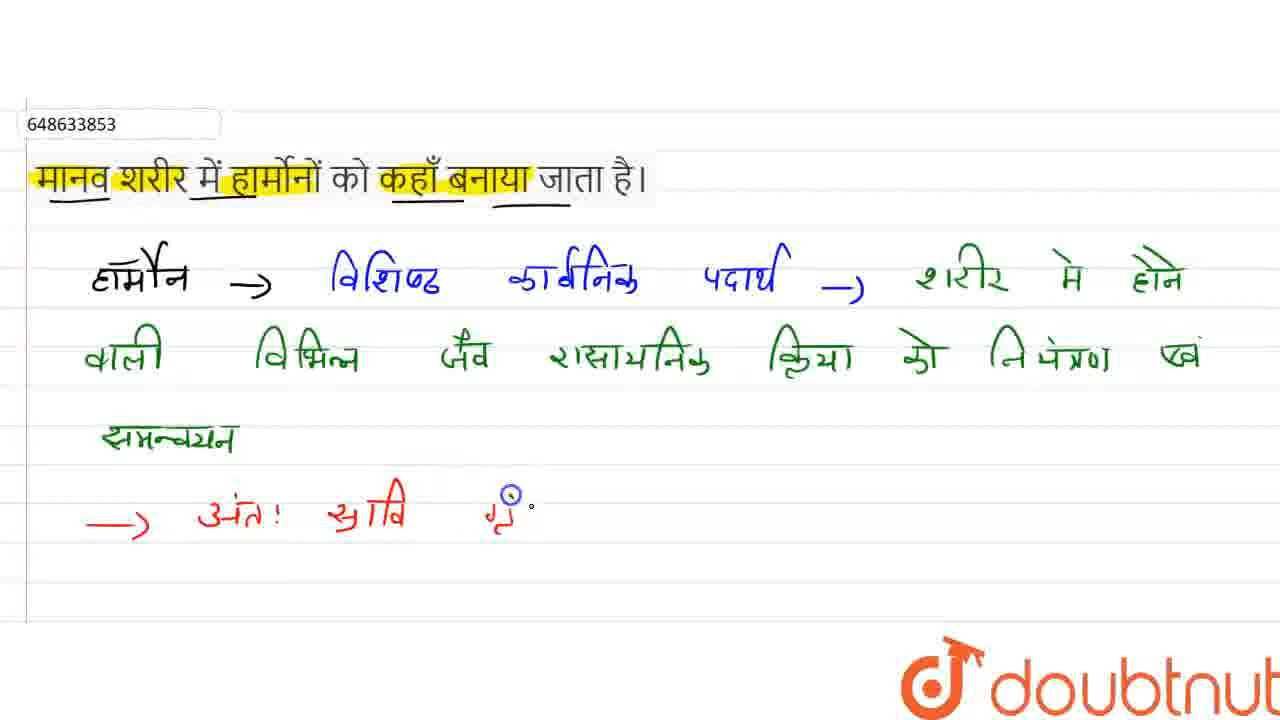 648633853
मानव शरीर में हार्मोनों को कहाँ बनाया जाता है।
हॉर्मोन → विशिष्ट कार्बनिक पदार्थ → शरीर मे होने
वाली विभिन्न जैव रासायनिक क्रिया को नियंत्रण एवं
समन्वयन
→ अंतः स्रावि
doubtnut